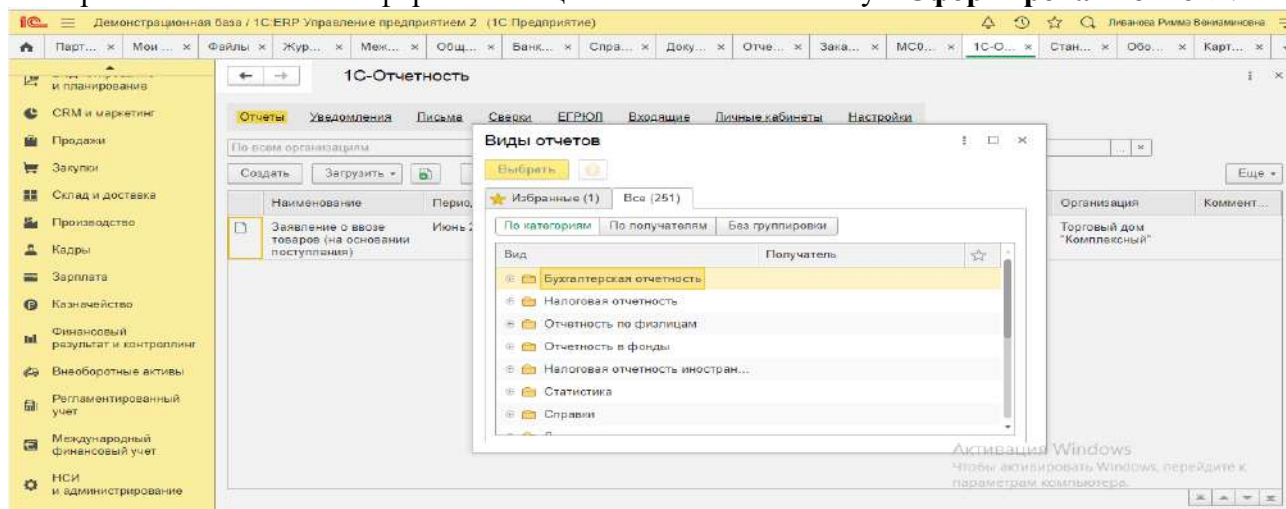 Демонстрационная база / 1С:ERP Управление предприятием 2 (1С:Предприятие)
Ливанова Римма Вениаминовна
Парт... × Мои ... × Файлы × Жур... × Меж... × Общ... × Банк... × Спра... × Доку... × Отче... × Зака... × МС0... × 1С-О... × Стан... × Обо... × Карт... ×
и планирование
1С-Отчетность
CRM и маркетинг
Отчеты Уведомления Письма Сверки ЕГРЮЛ Входящие Личные кабинеты Настройки
Продажи
По всем организациям
Виды отчетов
Закупки
Создать Загрузить
Выбрать
Еще
Склад и доставка
Избранные (1) Все (251)
Наименование Период
Организация Коммент...
Производство
По категориям По получателям Без группировки
Заявление о ввозе товаров (на основании поступления)
Июнь 2
Торговый дом "Комплексный"
Кадры
Вид Получатель
Зарплата
Бухгалтерская отчетность
Казначейство
Налоговая отчетность
Финансовый результат и контроллинг
Отчетность по физлицам
Отчетность в фонды
Внеоборотные активы
Налоговая отчетность иностран...
Регламентированный учет
Статистика
Справки
Международный финансовый учет
Активация Windows
Чтобы активировать Windows, перейдите к
параметрам компьютера.
НСИ и администрирование